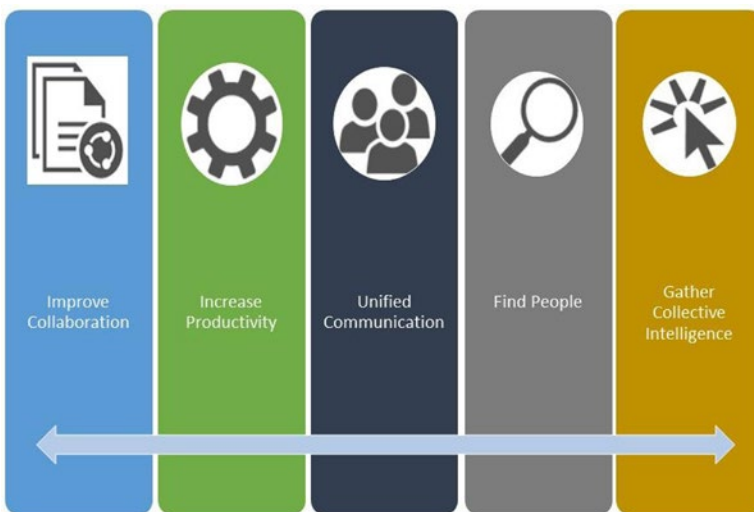 Improve
Collaboration
Increase
Productivity
Unified
Communication
Find People
Gather
Collective
Intelligence